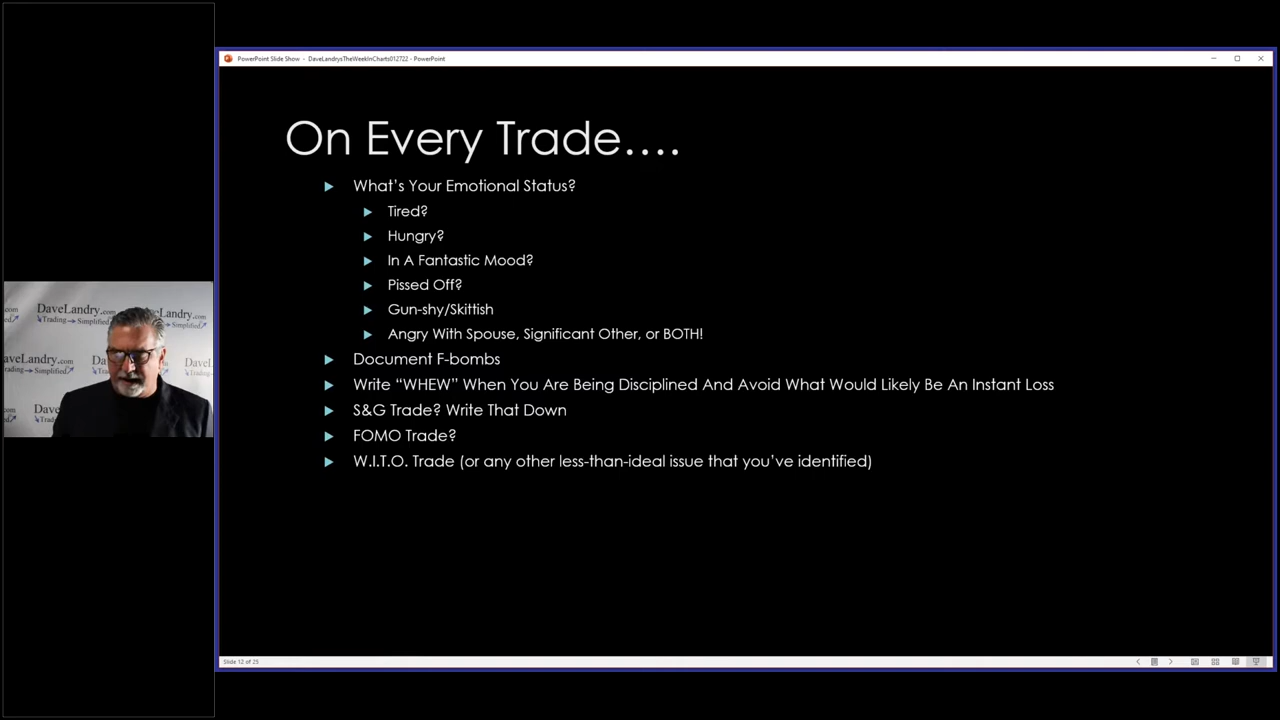 PowerPoint Slide Show - DaveLandrysTheWeekInCharts012722 - PowerPoint
On Every Trade….
What's Your Emotional Status?
Tired?
Hungry?
In A Fantastic Mood?
Pissed Off?
Gun-shy/Skittish
Angry With Spouse, Significant Other, or BOTH!
Document F-bombs
Write “WHEW” When You Are Being Disciplined And Avoid What Would Likely Be An Instant Loss
S&G Trade? Write That Down
FOMO Trade?
W.I.T.O. Trade (or any other less-than-ideal issue that you've identified)
DaveLandry.com
Trading Simplified
Slide 12 of 25